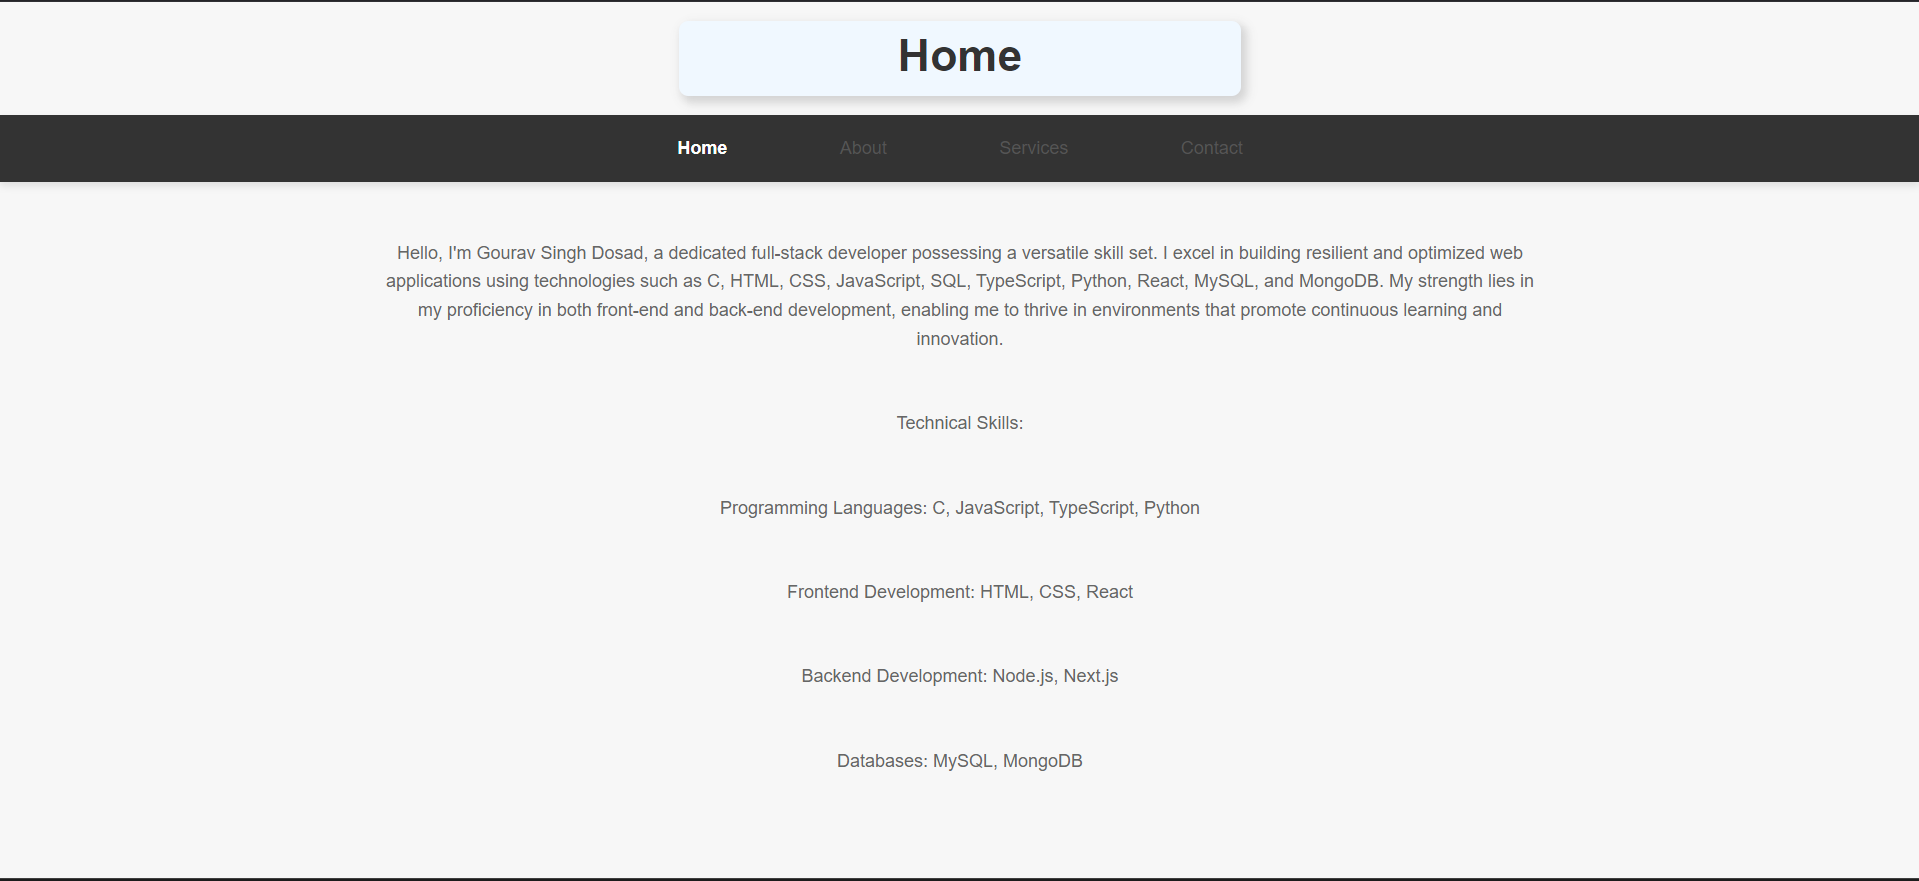 Home
Home About Services Contact
Hello, I'm Gourav Singh Dosad, a dedicated full-stack developer possessing a versatile skill set. I excel in building resilient and optimized web
applications using technologies such as C, HTML, CSS, JavaScript, SQL, TypeScript, Python, React, MySQL, and MongoDB. My strength lies in
my proficiency in both front-end and back-end development, enabling me to thrive in environments that promote continuous learning and
innovation.
Technical Skills:
Programming Languages: C, JavaScript, TypeScript, Python
Frontend Development: HTML, CSS, React
Backend Development: Node.js, Next.js
Databases: MySQL, MongoDB